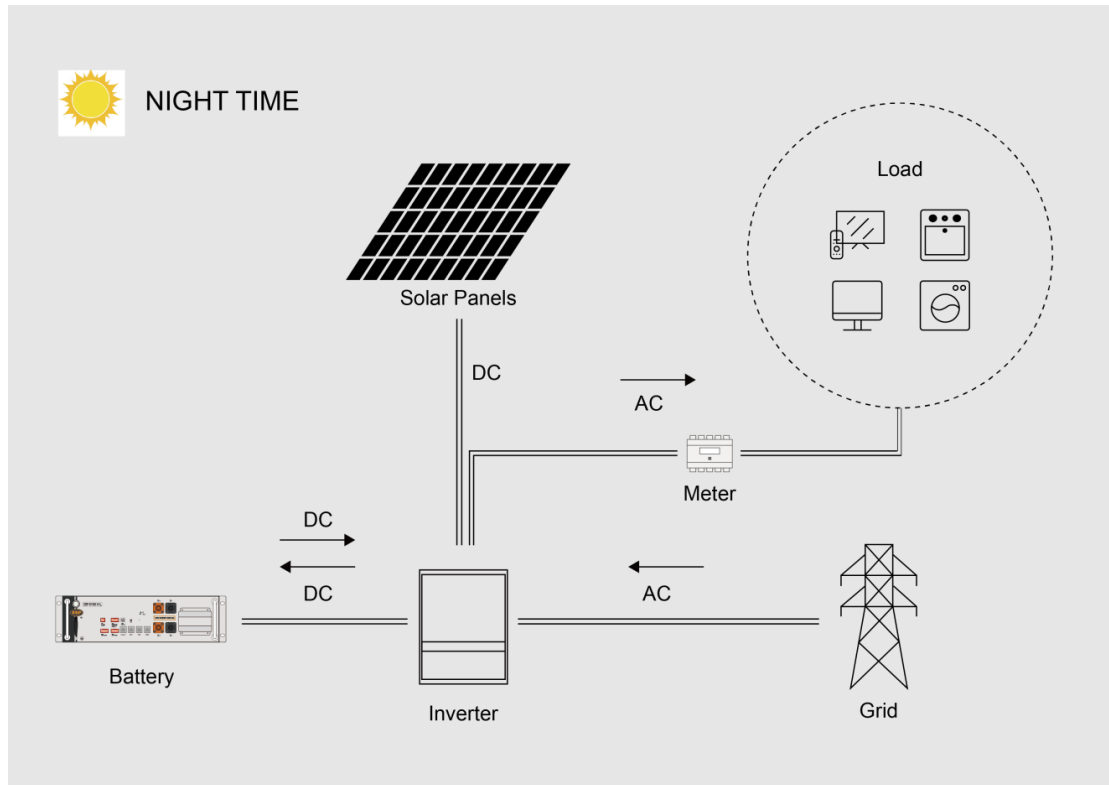 NIGHT TIME
Load
Solar Panels
DC
AC
Meter
DC
DC
AC
Battery
Inverter
Grid